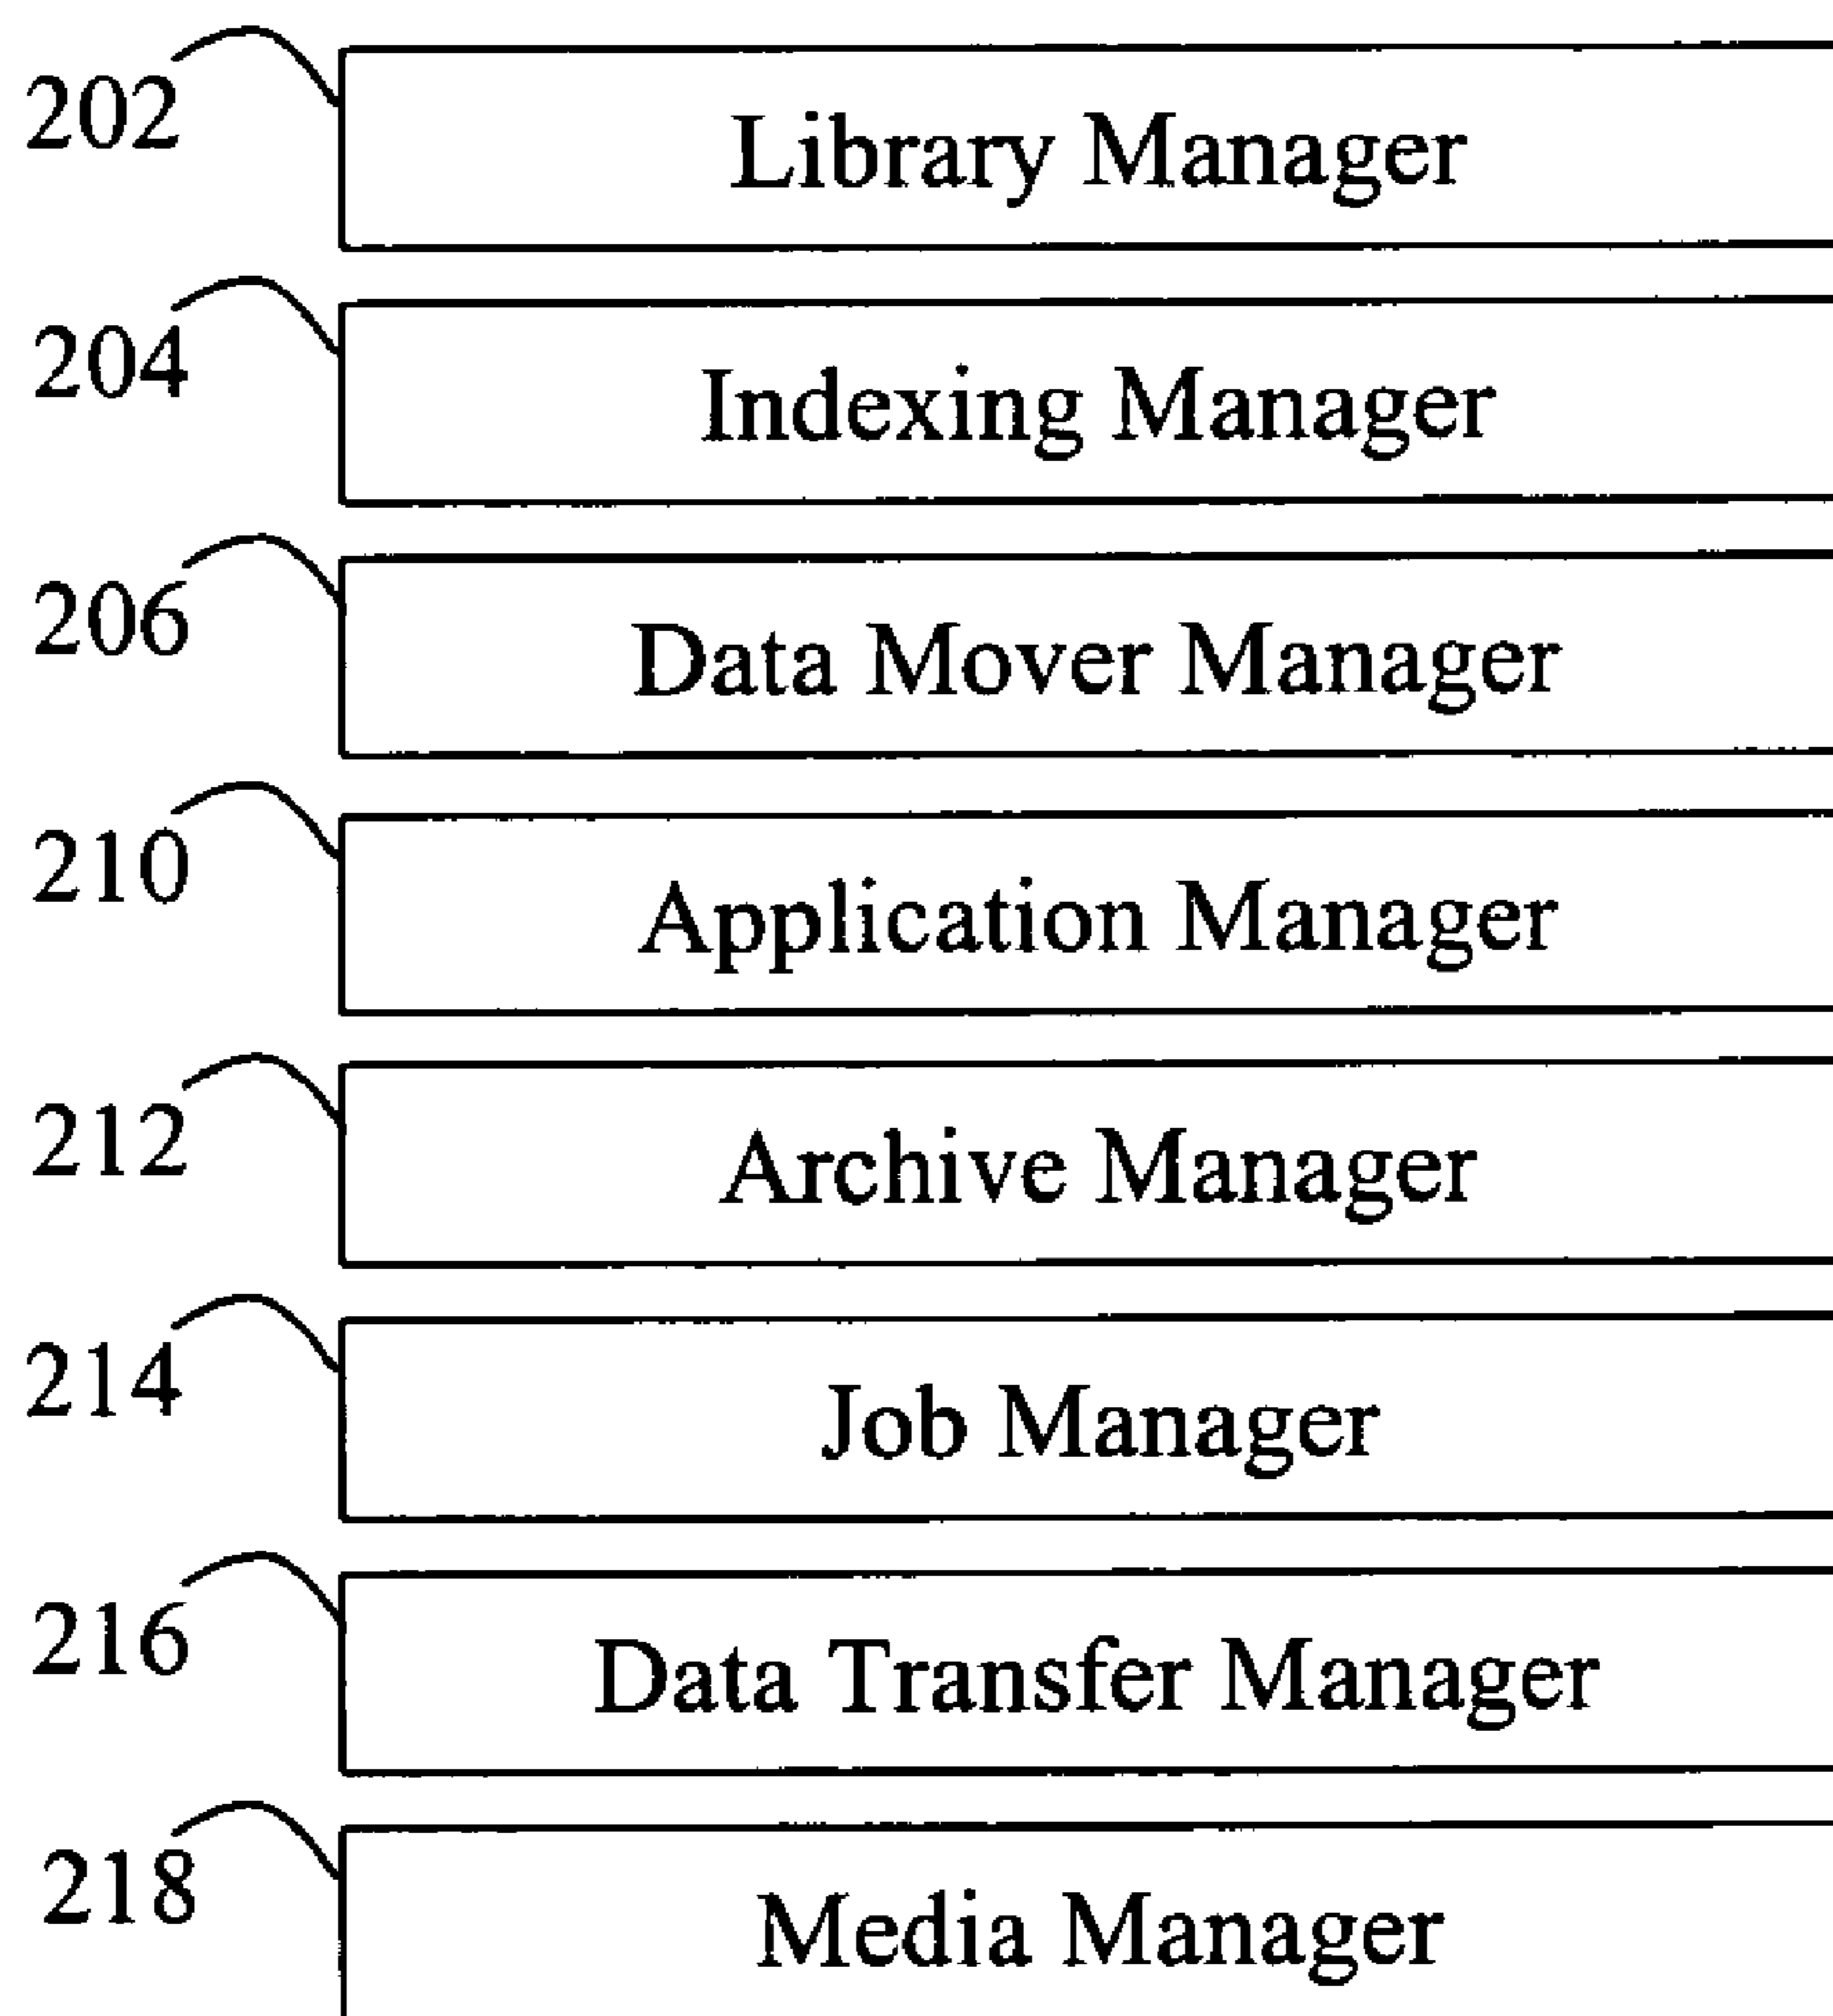 202
Library Manager
204
Indexing Manager
206
Data Mover Manager
210
Application Manager
212
Archive Manager
214
Job Manager
216
Data Transfer Manager
218
Media Manager